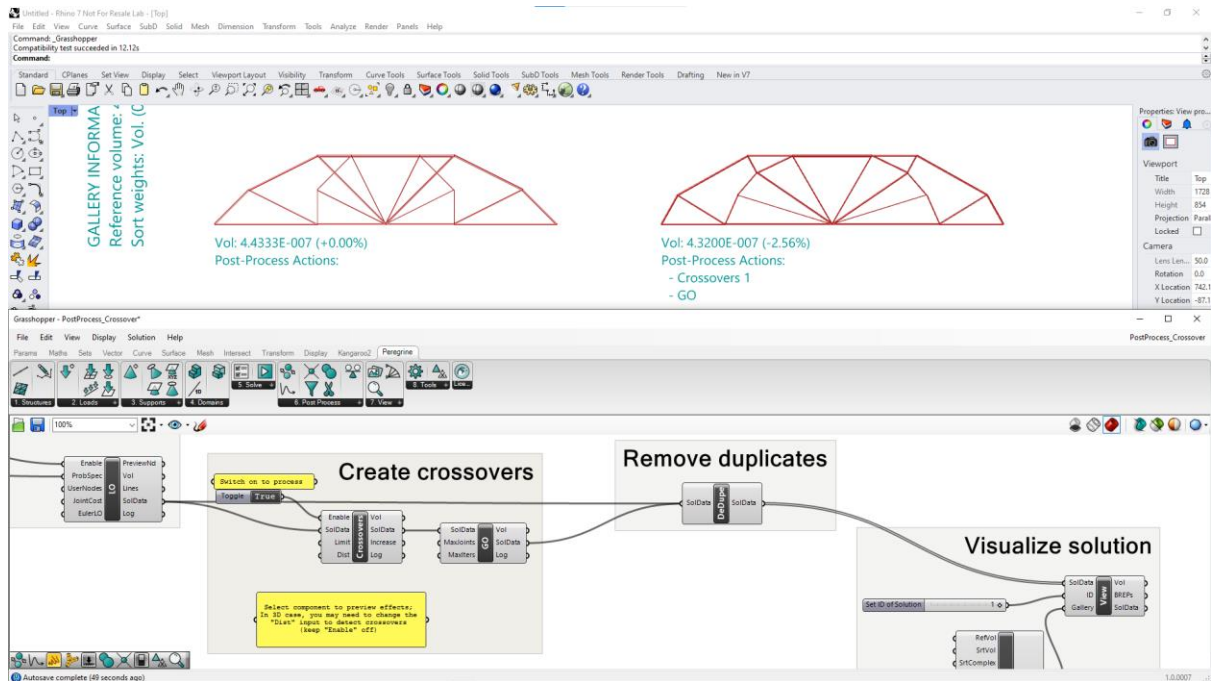 Untitled - Rhino 7 Not For Resale Lab - [Top]
File Edit View Curve Surface SubD Solid Mesh Dimension Transform Tools Analyze Render Panels Help
Command: _Grasshopper
Compatibility test succeeded in 12.12s
Command:
Standard CPlanes Set View Display Select Viewport Layout Visibility Transform Curve Tools Surface Tools Solid Tools SubD Tools Mesh Tools Render Tools Drafting New in V7
Top
GALLERY INFORMA
Reference volume: 4
Sort weights: Vol. (0
Vol: 4.4333E-007 (+0.00%)
Post-Process Actions:
Vol: 4.3200E-007 (-2.56%)
Post-Process Actions:
- Crossovers 1
- GO
Properties: View pro...
Viewport
Title Top
Width 1728
Height 854
Projection Paral
Locked
Camera
Lens Len... 50.0
Rotation 0.0
X Location 742.1
Y Location -87.1
Grasshopper - PostProcess_Crossover*
File Edit View Display Solution Help
PostProcess_Crossover
Params Maths Sets Vector Curve Surface Mesh Intersect Transform Display Kangaroo2 Peregrine
1. Structures 2. Loads 3. Supports 4. Domains 5. Solve 6. Post Process 7. View 8. Tools Lice...
100%
Enable
ProbSpec
UserNodes
JointCost
EulerLO
LO
PreviewNd
Vol
Lines
SolData
Log
Create crossovers
Switch on to process
Toggle True
Enable
SolData
Limit
Dist
Crossovers
Vol
SolData
Increase
Log
SolData
MaxJoints
MaxIters
GO
Vol
SolData
Log
Select component to preview effects;
In 3D case, you may need to change the
"Dist" input to detect crossovers
(keep "Enable" off)
Remove duplicates
SolData
DeDupe
SolData
Visualize solution
Set ID of Solution 1
SolData
ID
Gallery
View
Vol
BREPs
SolData
RefVol
SrtVol
SrtComplex
Autosave complete (49 seconds ago)
1.0.0007